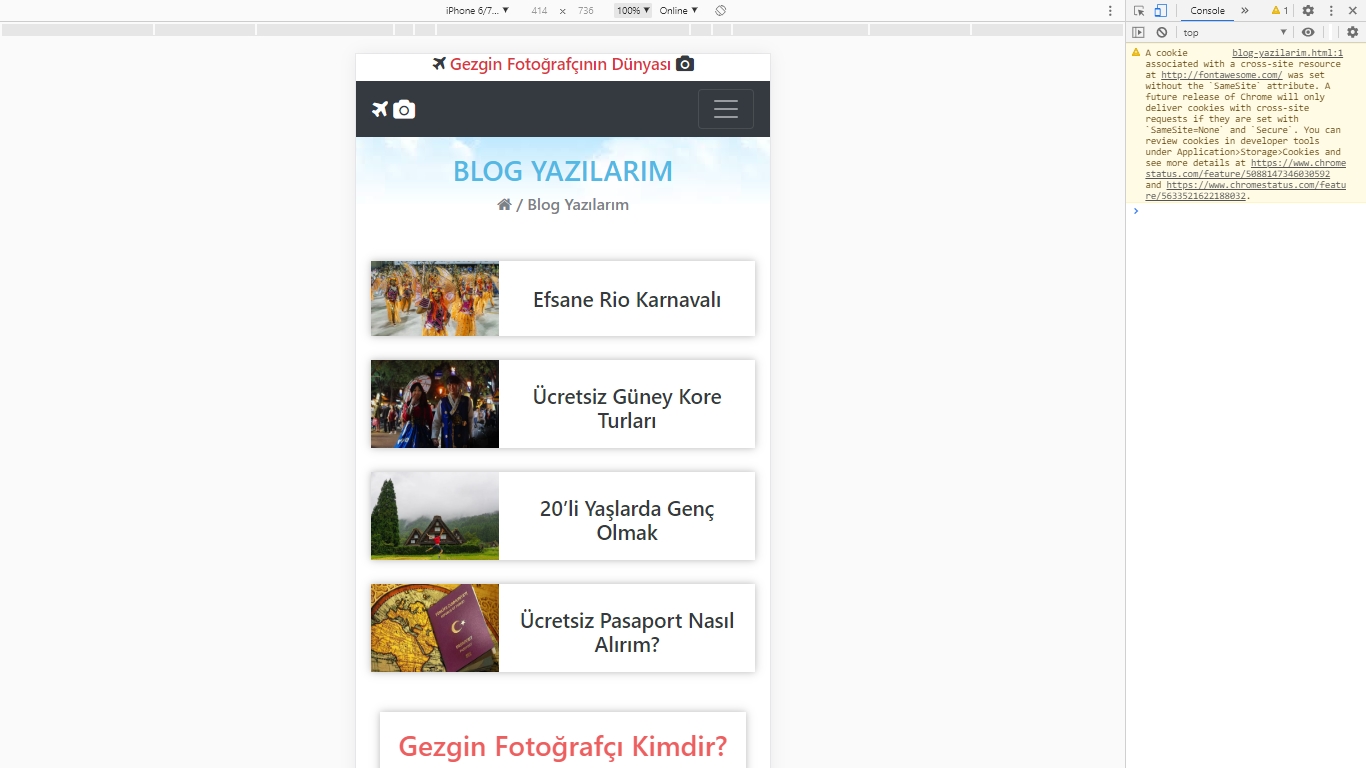 iPhone 6/7... ▼ 414 x 736 100% ▼ Online ▼
Console » 1
top ▼
Gezgin Fotoğrafçının Dünyası
BLOG YAZILARIM
/ Blog Yazılarım
Efsane Rio Karnavalı
Ücretsiz Güney Kore
Turları
20’li Yaşlarda Genç
Olmak
Ücretsiz Pasaport Nasıl
Alırım?
Gezgin Fotoğrafçı Kimdir?
A cookie blog-yazilarim.html:1
associated with a cross-site resource
at http://fontawesome.com/ was set
without the `SameSite` attribute. A
future release of Chrome will only
deliver cookies with cross-site
requests if they are set with
`SameSite=None` and `Secure`. You can
review cookies in developer tools
under Application>Storage>Cookies and
see more details at https://www.chrome
status.com/feature/5088147346030592
and https://www.chromestatus.com/featu
re/5633521622188032.